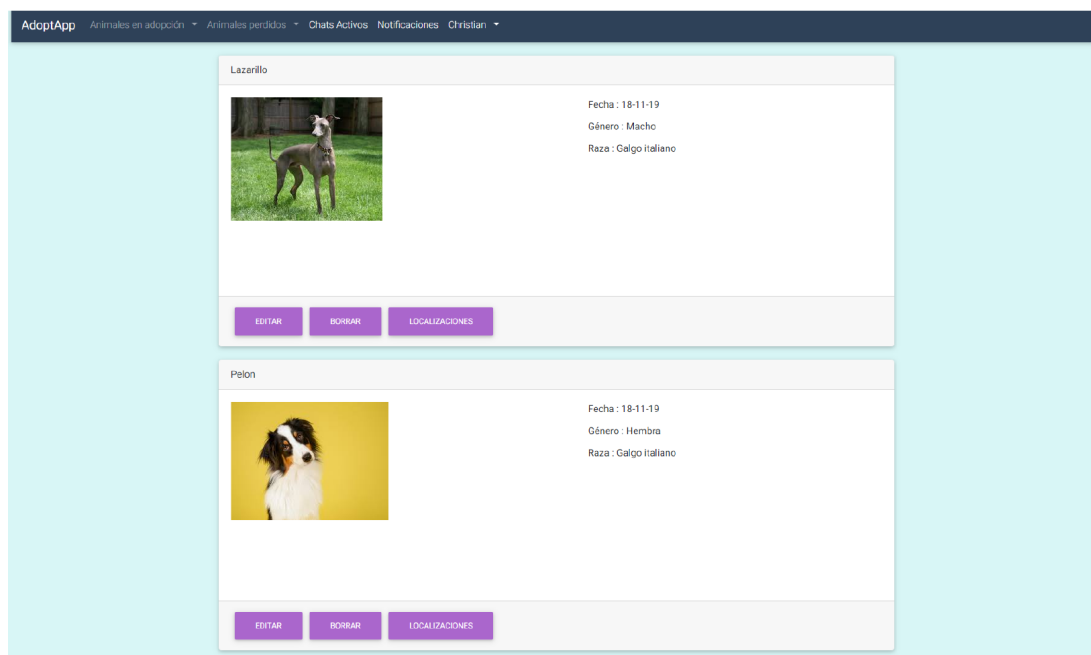 AdoptApp Animales en adopción Animales perdidos Chats Activos Notificaciones Christian
Lazarillo
Fecha : 18-11-19
Género : Macho
Raza : Galgo italiano
EDITAR BORRAR LOCALIZACIONES
Pelon
Fecha : 18-11-19
Género : Hembra
Raza : Galgo italiano
EDITAR BORRAR LOCALIZACIONES